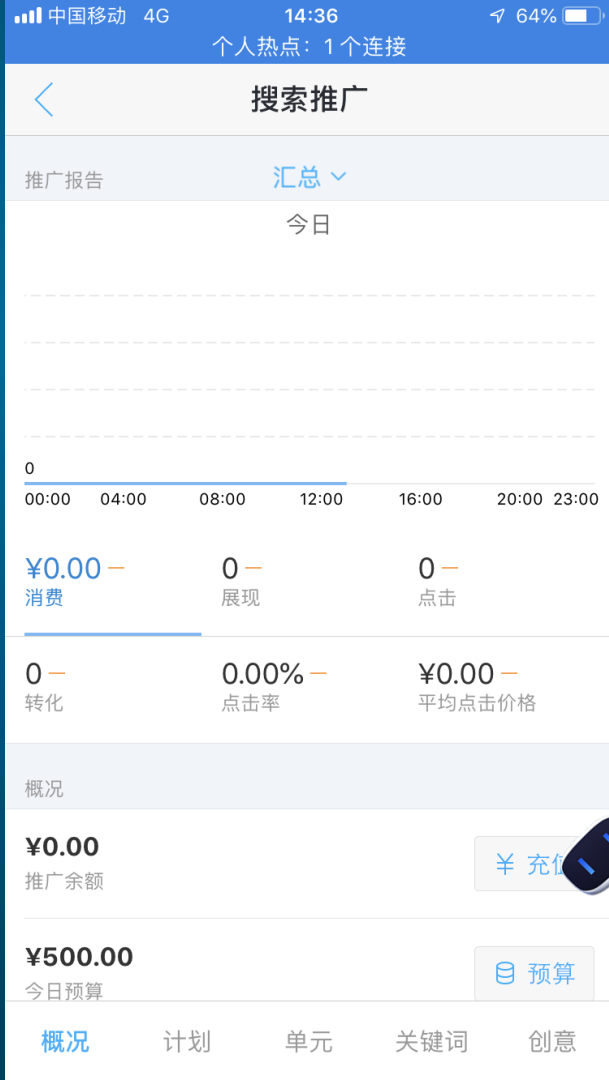 中国移动 4G 14:36 64%
个人热点：1 个连接
搜索推广
推广报告 汇总
今日
0
00:00 04:00 08:00 12:00 16:00 20:00 23:00
¥0.00 0 0
消费 展现 点击
0 0.00% ¥0.00
转化 点击率 平均点击价格
概况
¥0.00
¥ 充
推广余额
¥500.00
预算
今日预算
概况 计划 单元 关键词 创意